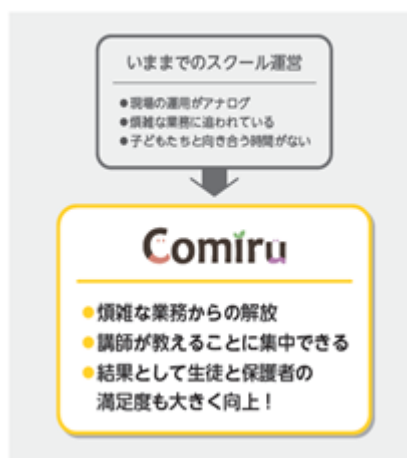 いままでのスクール運営
●現場の運用がアナログ
●煩雑な業務に追われている
●子どもたちと向き合う時間がない
Comiru
●煩雑な業務からの解放
●講師が教えることに集中できる
●結果として生徒と保護者の
満足度も大きく向上！